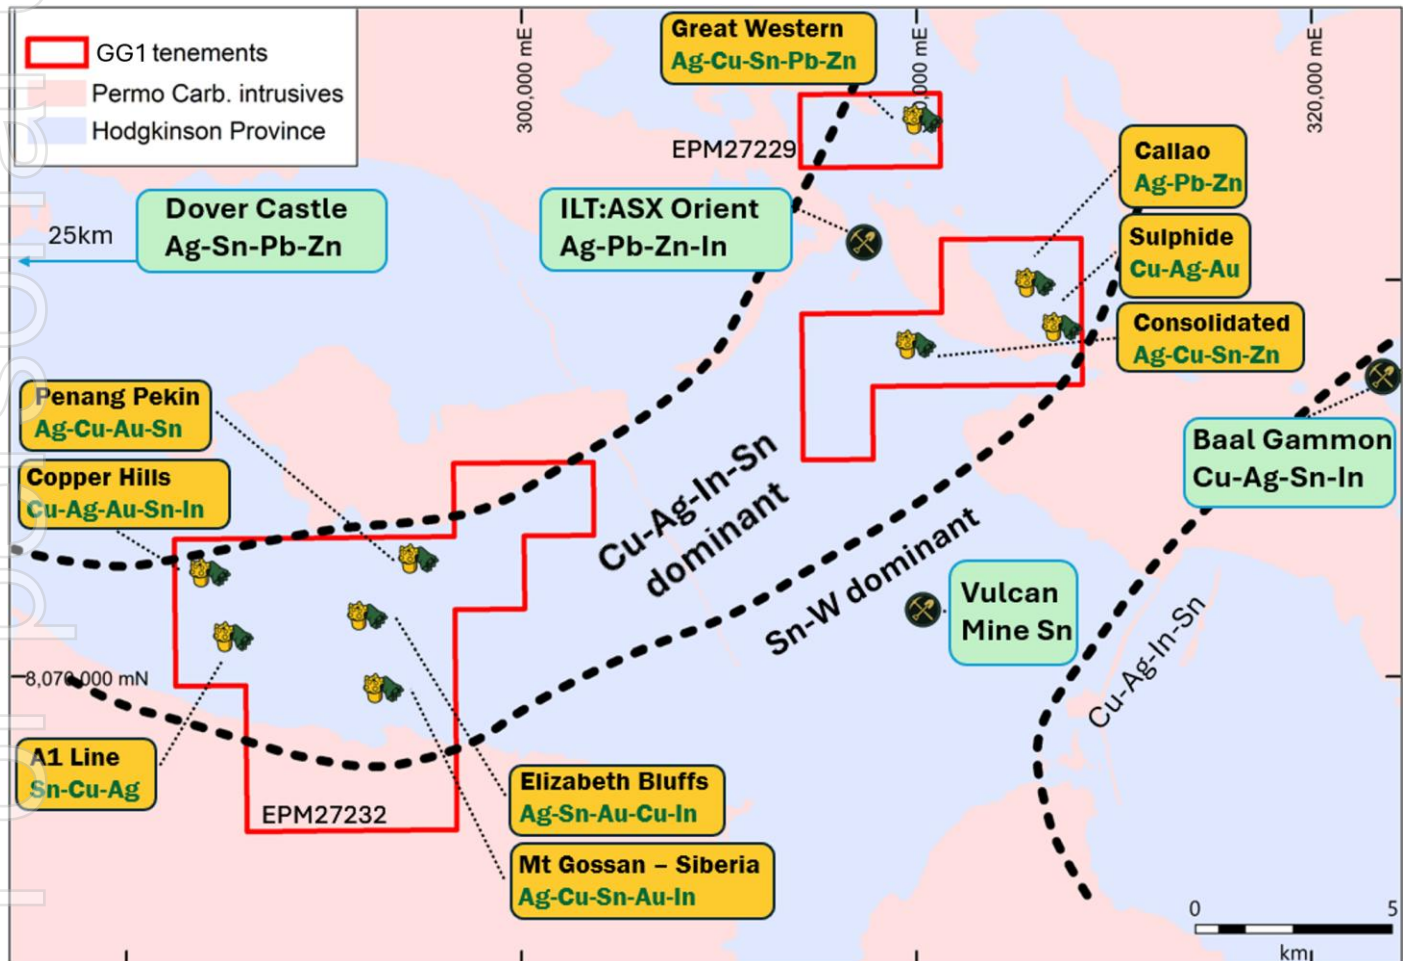 GG1 tenements
Permo Carb. intrusives
Hodgkinson Province
300,000 mE
0,000 mE
320,000 mE
Great Western
Ag-Cu-Sn-Pb-Zn
EPM27229
Callao
Ag-Pb-Zn
Dover Castle
Ag-Sn-Pb-Zn
25km
ILT:ASX Orient
Ag-Pb-Zn-In
Sulphide
Cu-Ag-Au
Consolidated
Ag-Cu-Sn-Zn
Penang Pekin
Ag-Cu-Au-Sn
Baal Gammon
Cu-Ag-Sn-In
Copper Hills
Cu-Ag-Au-Sn-In
Cu-Ag-In-Sn
dominant
Sn-W dominant
Vulcan
Mine Sn
Cu-Ag-In-Sn
8,070,000 mN
A1 Line
Sn-Cu-Ag
EPM27232
Elizabeth Bluffs
Ag-Sn-Au-Cu-In
Mt Gossan – Siberia
Ag-Cu-Sn-Au-In
0
5
km